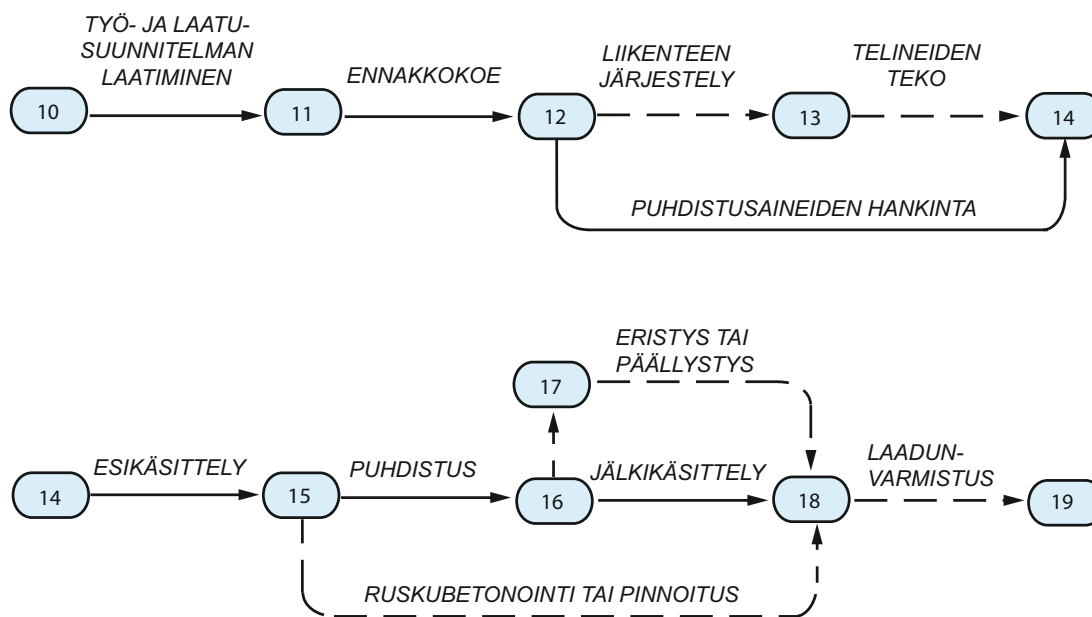 TYÖ- JA LAATU-
SUUNNITELMAN
LAATIMINEN
ENNAKKOKOE
LIIKENTEEN
JÄRJESTELY
TELINEIDEN
TEKO
10
11
12
13
14
PUHDISTUSAINEIDEN HANKINTA
ERISTYS TAI
PÄÄLLYSTYS
17
ESIKÄSITTELY
PUHDISTUS
JÄLKIKÄSITTELY
LAADUN-
VARMISTUS
14
15
16
18
19
RUSKUBETONOINTI TAI PINNOITUS